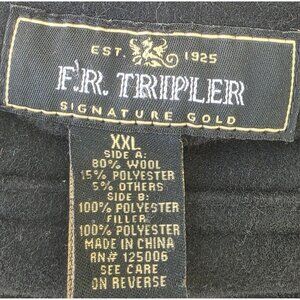 EST. 1925
F.R. TRIPLER
SIGNATURE GOLD
XXL
SIDE A:
80% WOOL
15% POLYESTER
5% OTHERS
SIDE B:
100% POLYESTER
FILLER:
100% POLYESTER
MADE IN CHINA
RN# 125006
SEE CARE
ON REVERSE